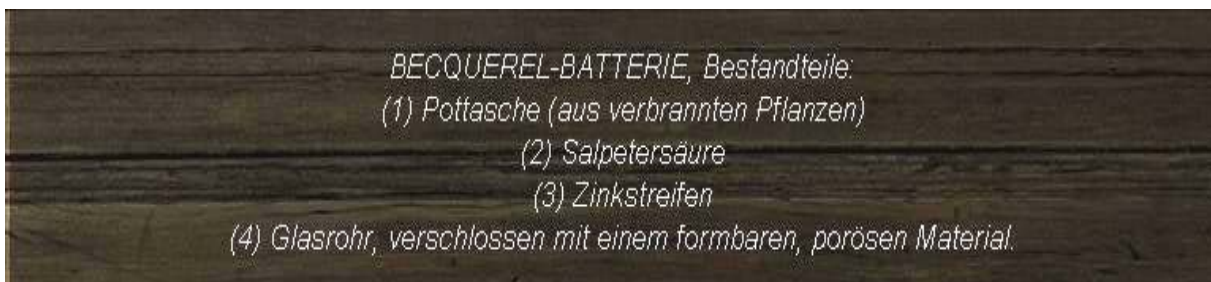 BECQUEREL-BATTERIE, Bestandteile:
(1) Pottasche (aus verbrannten Pflanzen)
(2) Salpetersäure
(3) Zinkstreifen
(4) Glasrohr, verschlossen mit einem formbaren, porösen Material.